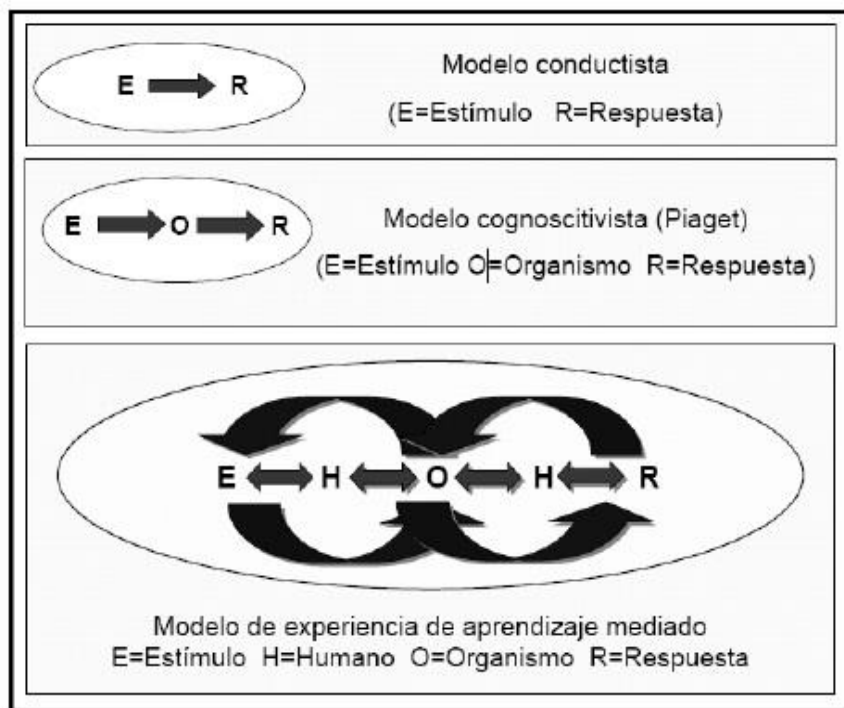 E R
Modelo conductista
(E=Estímulo R=Respuesta)
E O R
Modelo cognoscitivista (Piaget)
(E=Estímulo O=Organismo R=Respuesta)
E H O H R
Modelo de experiencia de aprendizaje mediado
E=Estímulo H=Humano O=Organismo R=Respuesta